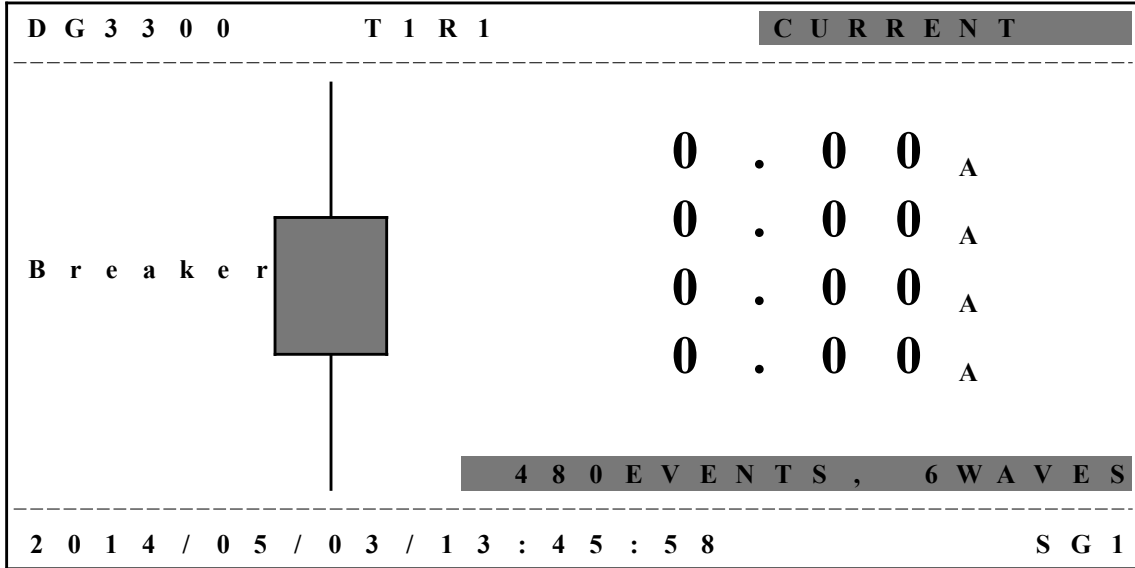 DG3300 T1R1 CURRENT
0.00A
0.00A
Breaker
0.00A
0.00A
480EVENTS, 6WAVES
2014/05/03/13:45:58 SG1